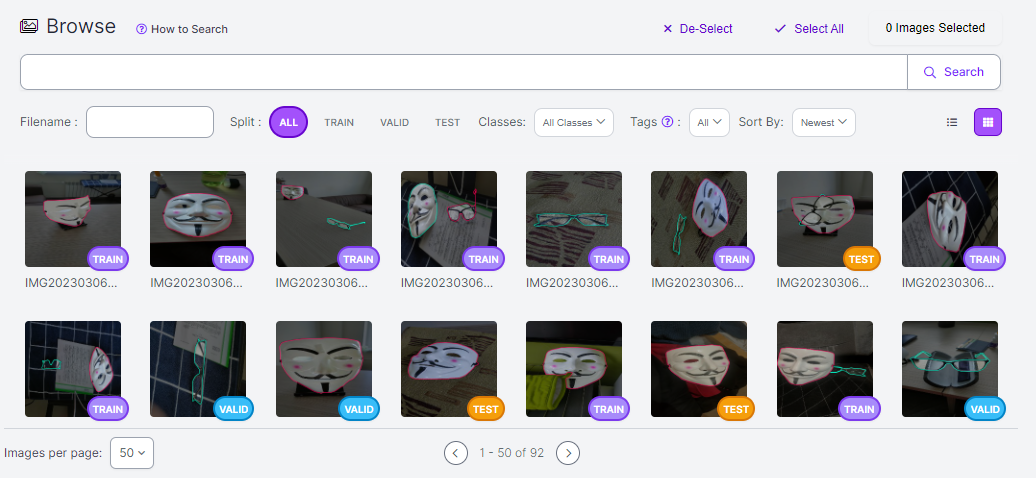 Browse
How to Search
De-Select
Select All
0 Images Selected
Search
Filename :
Split :
ALL
TRAIN
VALID
TEST
Classes:
All Classes
Tags ? :
All
Sort By:
Newest
TRAIN
TRAIN
TRAIN
TRAIN
TRAIN
TRAIN
TEST
TRAIN
IMG20230306...
IMG20230306...
IMG20230306...
IMG20230306...
IMG20230306...
IMG20230306...
IMG20230306...
IMG20230306...
TRAIN
VALID
VALID
TEST
TRAIN
TEST
TRAIN
VALID
Images per page:
50
1 - 50 of 92